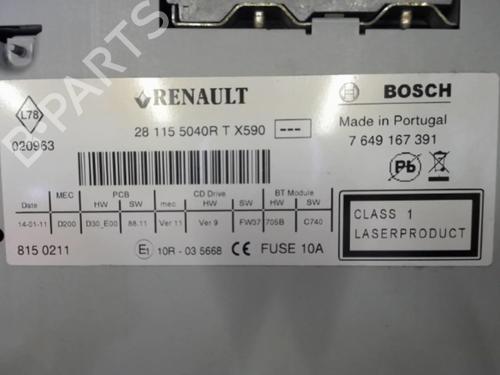 B-PARTS
L78
020963
RENAULT
28 115 5040R T X590 ---
BOSCH
Made in Portugal
7 649 167 391
Pb
MEC PCB CD Drive BT Module
Date HW SW mec HW SW HW SW
14-01-11 D200 D30_E00 88.11 Ver 11 Ver 9 FW37 705B C740
815 0211
E1 10R - 03 5668 CE FUSE 10A
CLASS 1
LASERPRODUCT